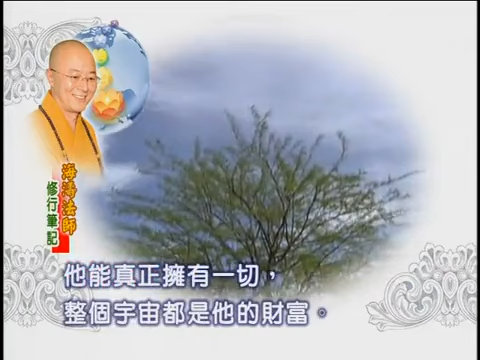 海濤法師
修行筆記
他能真正擁有一切，
整個宇宙都是他的財富。